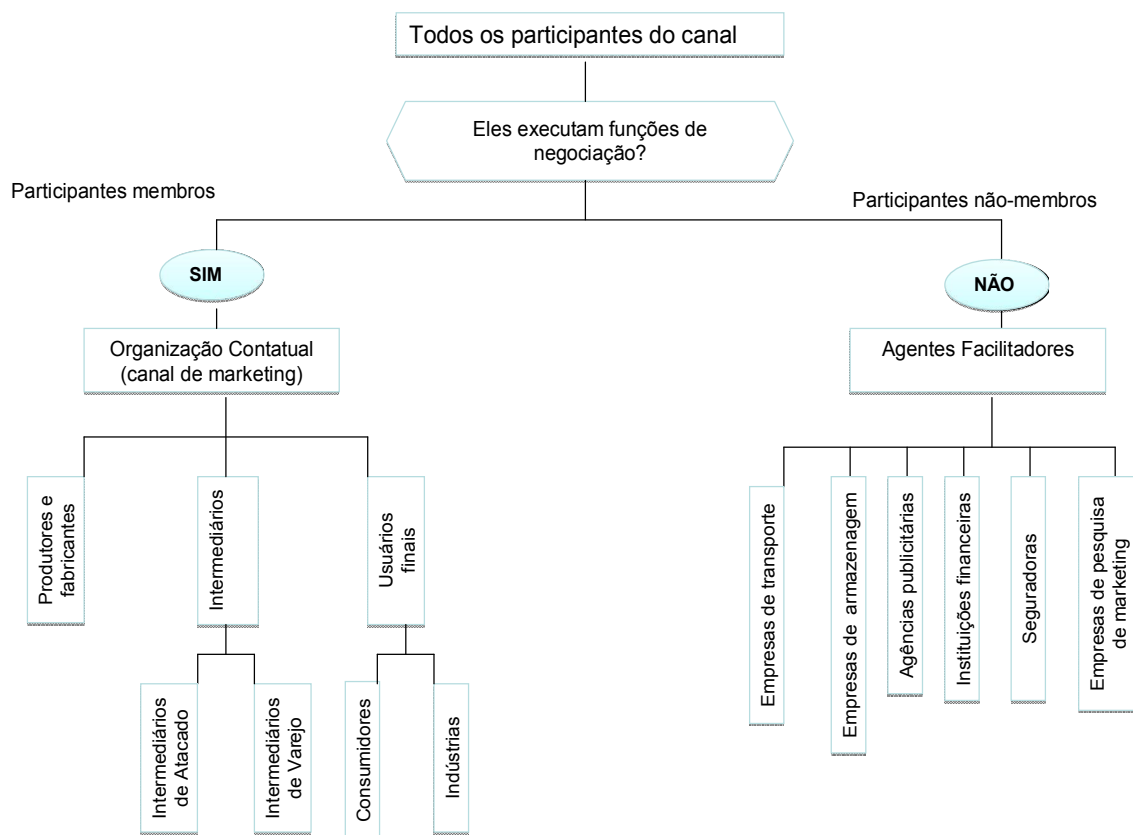 Todos os participantes do canal
Eles executam funções de
negociação?
Participantes membros
Participantes não-membros
SIM
NÃO
Organização Contatual
(canal de marketing)
Agentes Facilitadores
Produtores e
fabricantes
Intermediários
Usuários
finais
Empresas de transporte
Empresas de armazenagem
Agências publicitárias
Instituições financeiras
Seguradoras
Empresas de pesquisa
de marketing
Intermediários
de Atacado
Intermediários
de Varejo
Consumidores
Indústrias